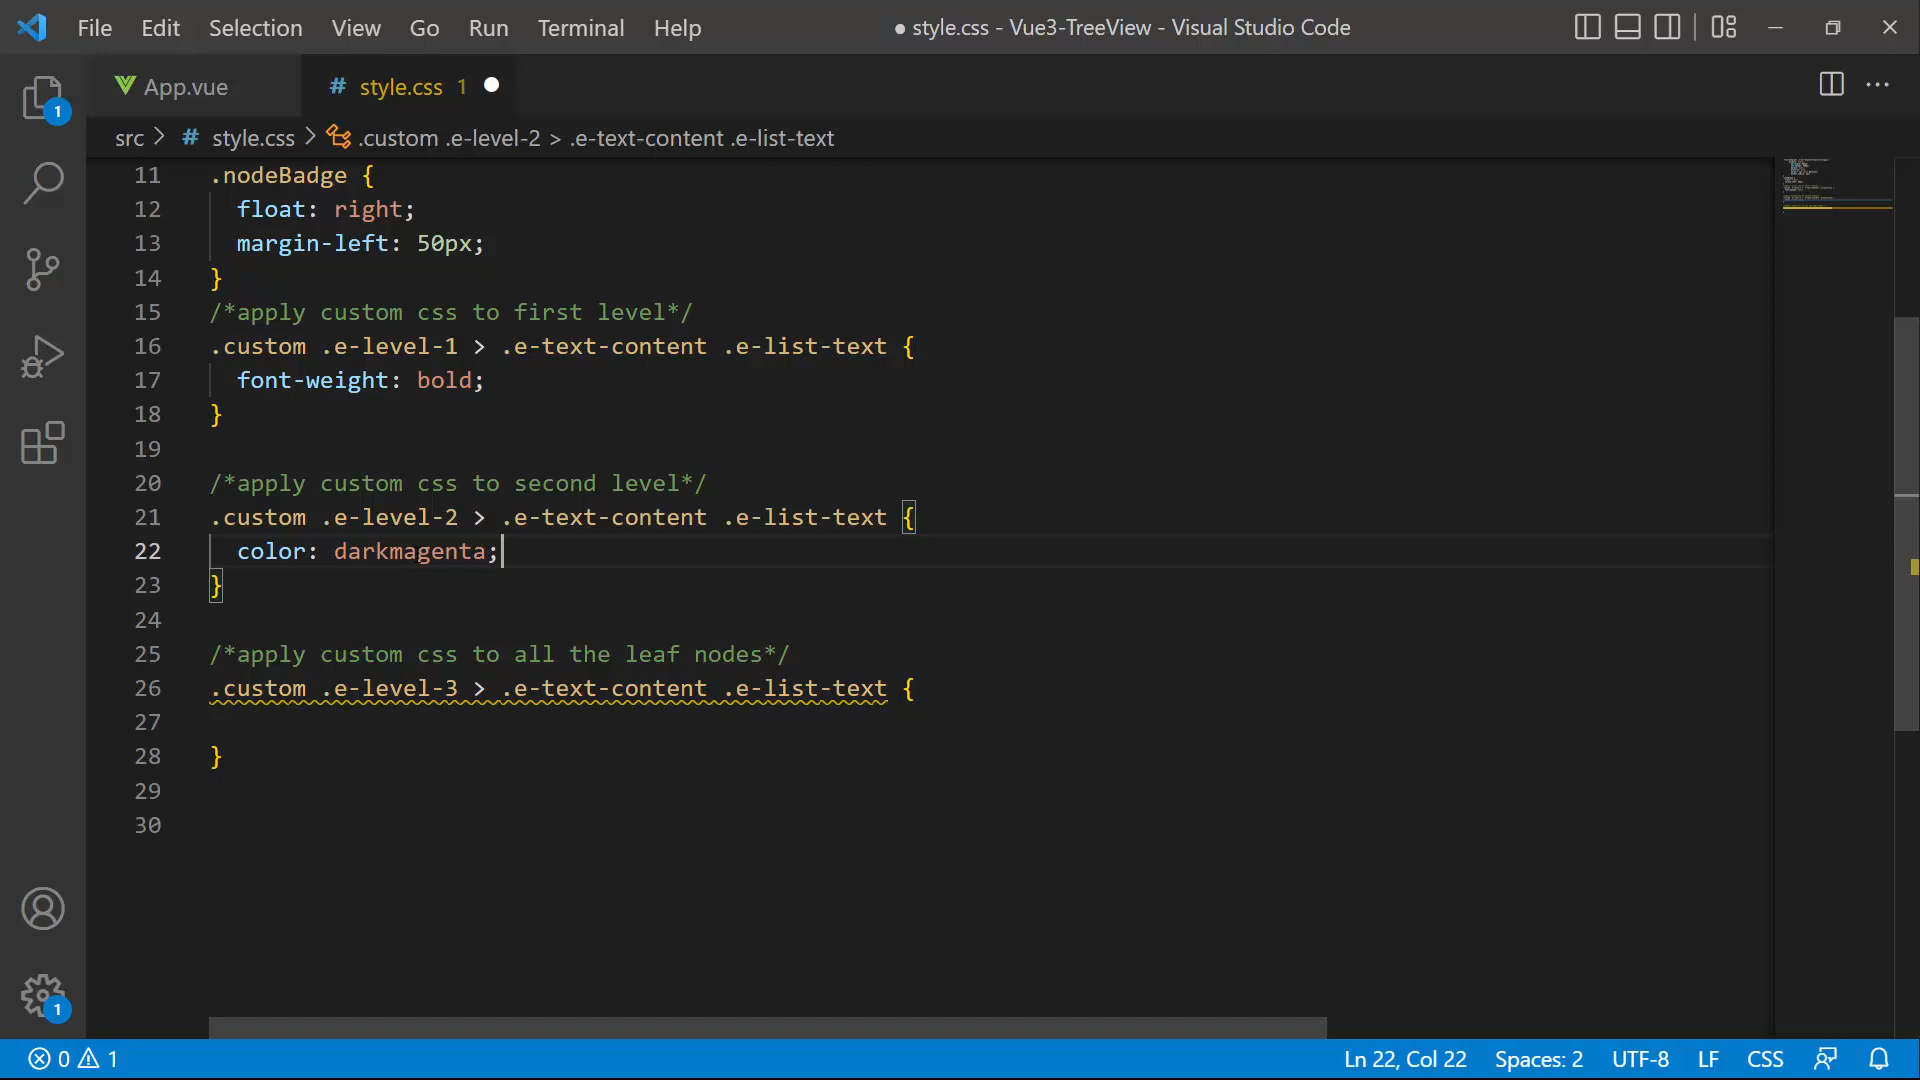 File Edit Selection View Go Run Terminal Help
● style.css - Vue3-TreeView - Visual Studio Code
App.vue
# style.css 1
src > # style.css > .custom .e-level-2 > .e-text-content .e-list-text
11 .nodeBadge {
12 float: right;
13 margin-left: 50px;
14 }
15 /*apply custom css to first level*/
16 .custom .e-level-1 > .e-text-content .e-list-text {
17 font-weight: bold;
18 }
19
20 /*apply custom css to second level*/
21 .custom .e-level-2 > .e-text-content .e-list-text {
22 color: darkmagenta;
23 }
24
25 /*apply custom css to all the leaf nodes*/
26 .custom .e-level-3 > .e-text-content .e-list-text {
27
28 }
29
30
1
1
0 1
Ln 22, Col 22 Spaces: 2 UTF-8 LF CSS